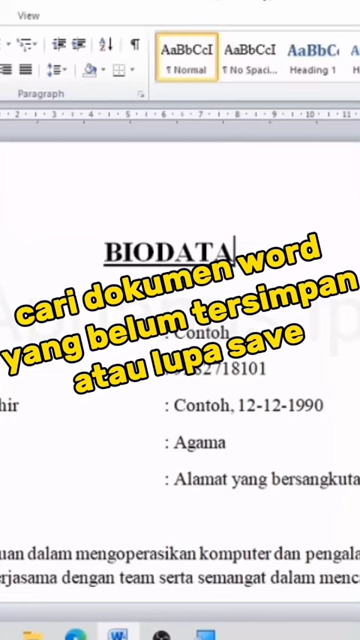 View
AaBbCcI AaBbCcI AaBbC
¶ Normal ¶ No Spaci... Heading 1
Paragraph
BIODATA
cari dokumen word
yang belum tersimpan
atau lupa save
: Contoh
2718101
hir : Contoh, 12-12-1990
: Agama
: Alamat yang bersangkuta
uan dalam mengoperasikan komputer dan pengala
erjasama dengan team serta semangat dalam menca